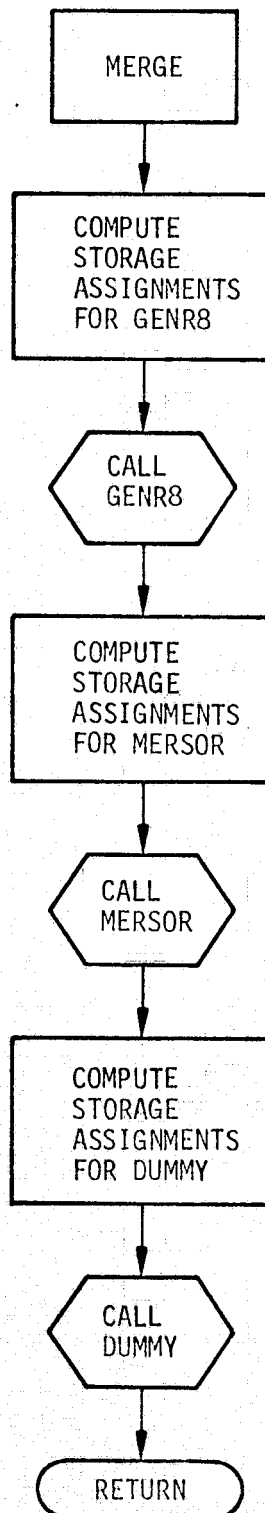 MERGE
COMPUTE
STORAGE
ASSIGNMENTS
FOR GENR8
CALL
GENR8
COMPUTE
STORAGE
ASSIGNMENTS
FOR MERSOR
CALL
MERSOR
COMPUTE
STORAGE
ASSIGNMENTS
FOR DUMMY
CALL
DUMMY
RETURN